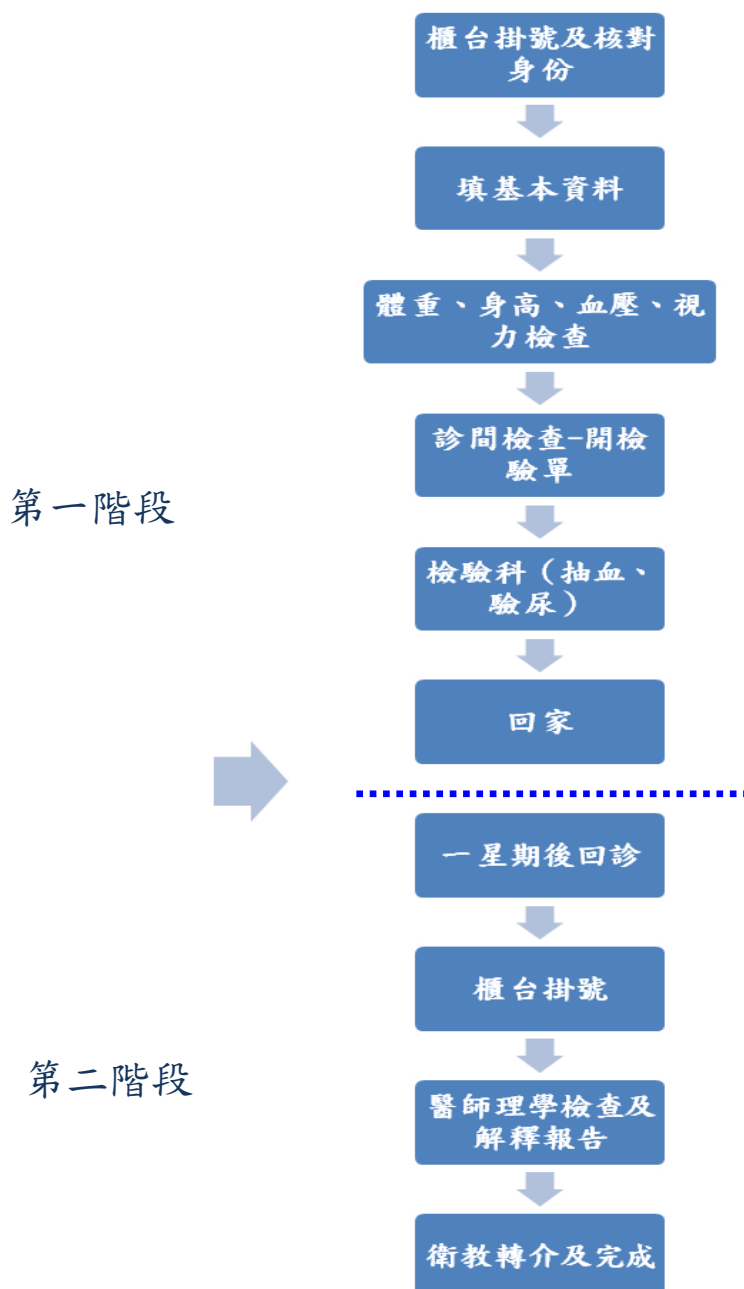 櫃台掛號及核對
身份
填基本資料
體重、身高、血壓、視
力檢查
診間檢查-開檢
驗單
第一階段
檢驗科（抽血、
驗尿）
回家
一星期後回診
櫃台掛號
第二階段
醫師理學檢查及
解釋報告
衛教轉介及完成